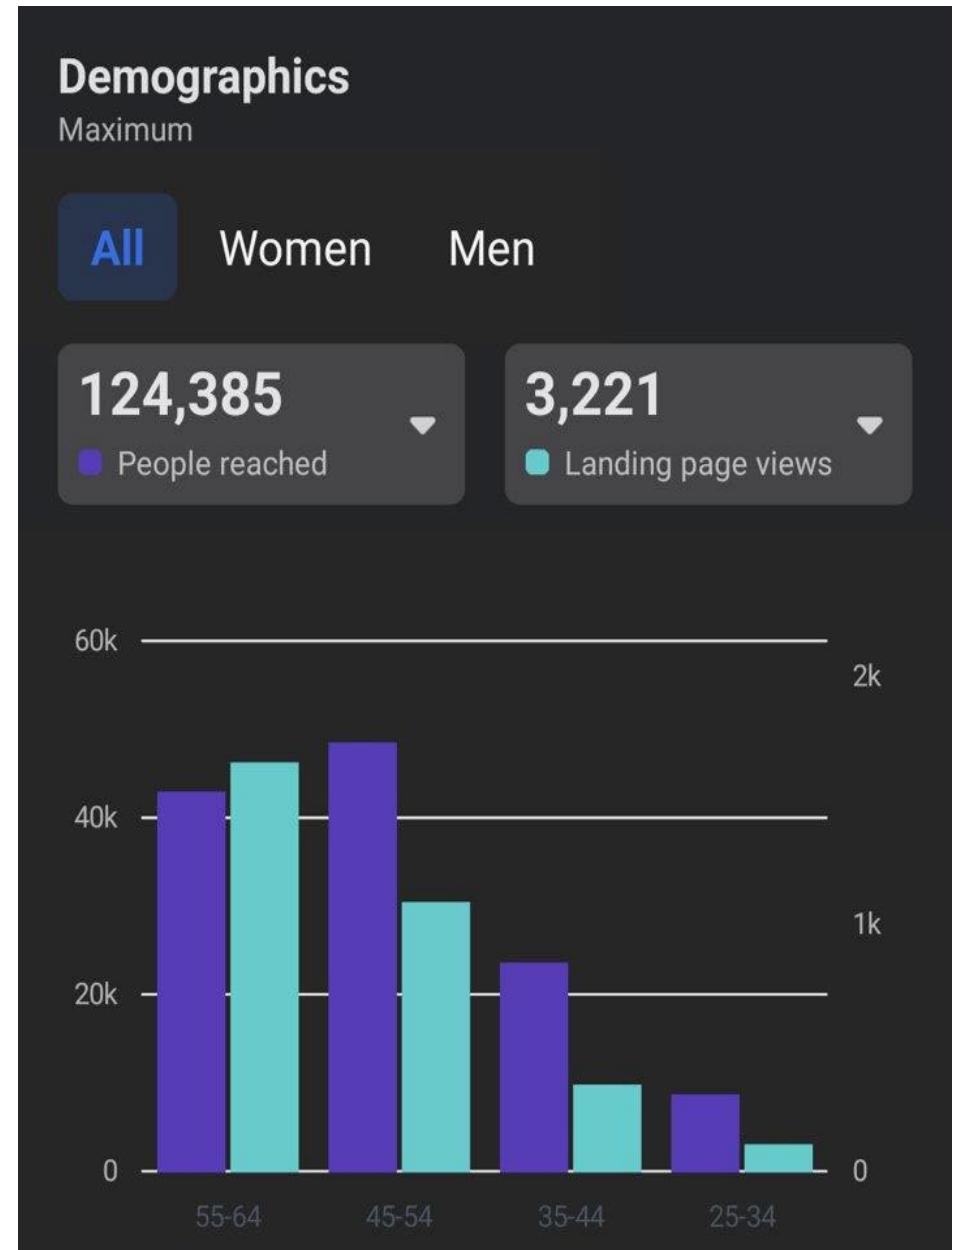 Demographics
Maximum
All Women Men
124,385 3,221
People reached Landing page views
60k
2k
40k
1k
20k
0 0
55-64 45-54 35-44 25-34